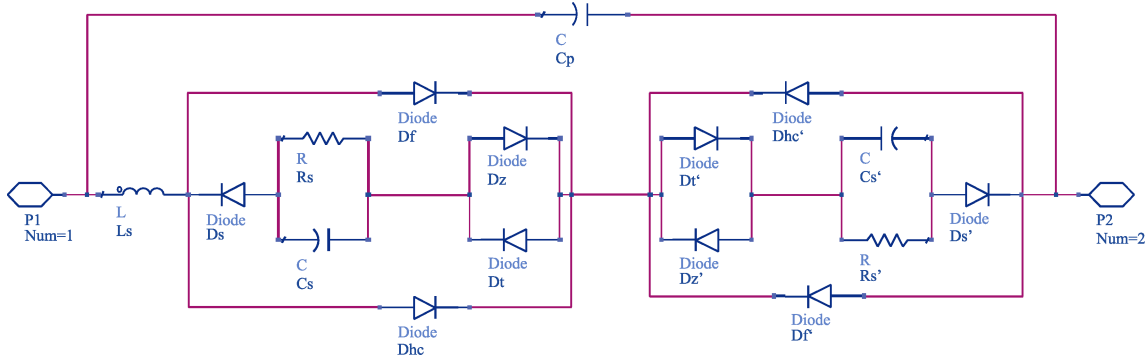 C
Cp
Diode
Df
Diode
Dhc‘
R
Rs
Diode
Dz
Diode
Dt‘
C
Cs‘
P1
Num=1
L
Ls
Diode
Ds
Diode
Ds’
P2
Num=2
C
Cs
Diode
Dt
Diode
Dz’
R
Rs’
Diode
Dhc
Diode
Df‘